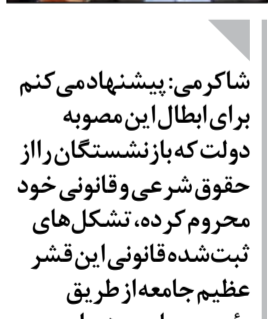 شاکرمی: پیشنهاد می کنم
برای ابطال این مصوبه
دولت که بازنشستگان را از
حقوق شرعی و قانونی خود
محروم کرده، تشکل های
ثبت شده قانونی این قشر
عظیم جامعه از طریق